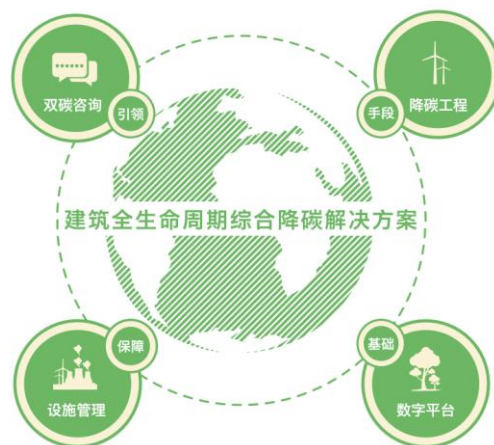 双碳咨询
引领
降碳工程
手段
建筑全生命周期综合降碳解决方案
保障
设施管理
基础
数字平台